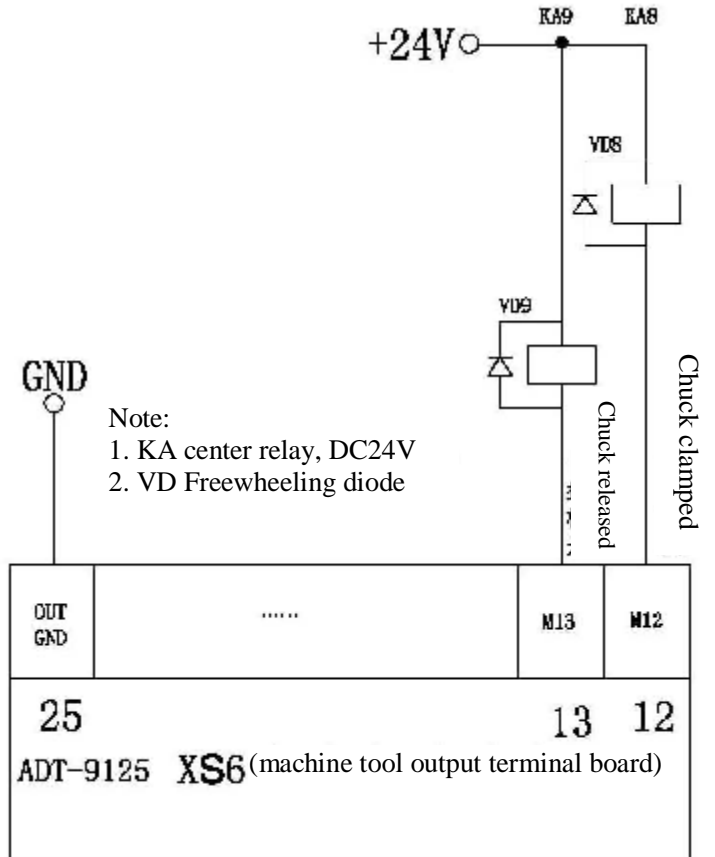 KA9 KA8
+24V
VD8
VD9
GND
Note:
1. KA center relay, DC24V
2. VD Freewheeling diode
Chuck released
Chuck clamped
OUT
GND
......
M13
M12
25
13
12
ADT-9125 XS6 (machine tool output terminal board)